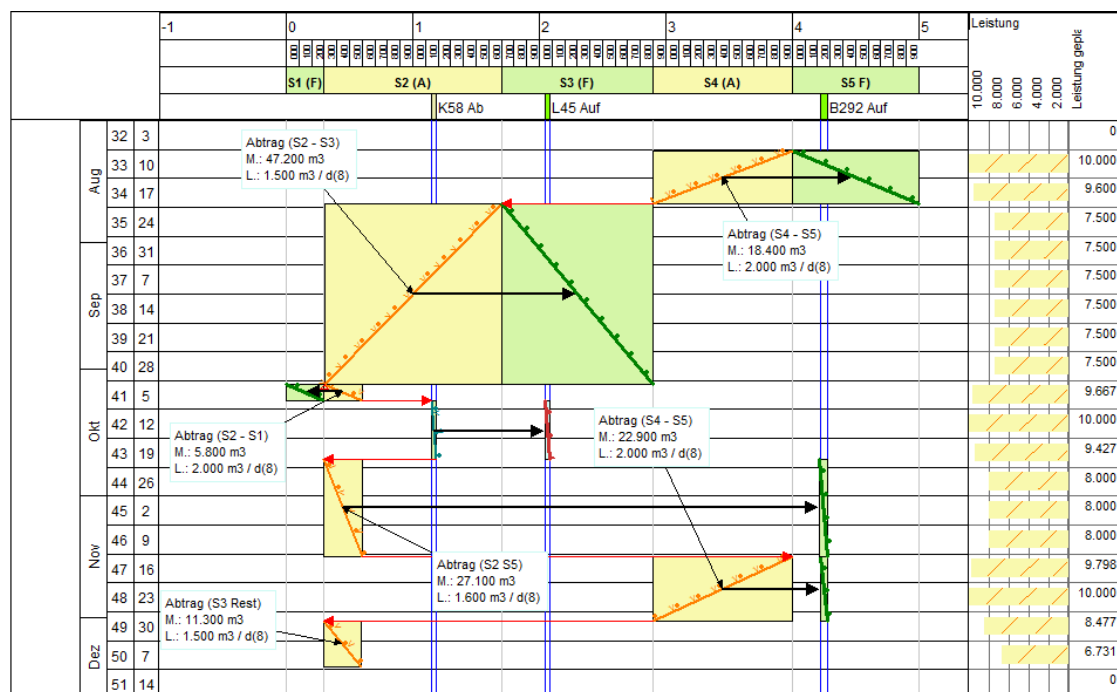 -1 0 1 2 3 4 5
Leistung
10.000 8.000 6.000 4.000 2.000
S1 (F) S2 (A) S3 (F) S4 (A) S5 F)
K58 Ab L45 Auf B292 Auf
32 3 0
Aug
33 10 10.000
34 17 9.600
35 24 7.500
36 31 7.500
Sep
37 7 7.500
38 14 7.500
39 21 7.500
40 28 7.500
41 5 9.667
Okt
42 12 10.000
43 19 9.427
44 26 8.000
45 2 8.000
Nov
46 9 8.000
47 16 9.798
48 23 10.000
49 30 8.477
Dez
50 7 6.731
51 14 0
Abtrag (S2 - S3)
M.: 47.200 m3
L.: 1.500 m3 / d(8)
Abtrag (S4 - S5)
M.: 18.400 m3
L.: 2.000 m3 / d(8)
Abtrag (S2 - S1)
M.: 5.800 m3
L.: 2.000 m3 / d(8)
Abtrag (S4 - S5)
M.: 22.900 m3
L.: 2.000 m3 / d(8)
Abtrag (S2 S5)
M.: 27.100 m3
L.: 1.600 m3 / d(8)
Abtrag (S3 Rest)
M.: 11.300 m3
L.: 1.500 m3 / d(8)